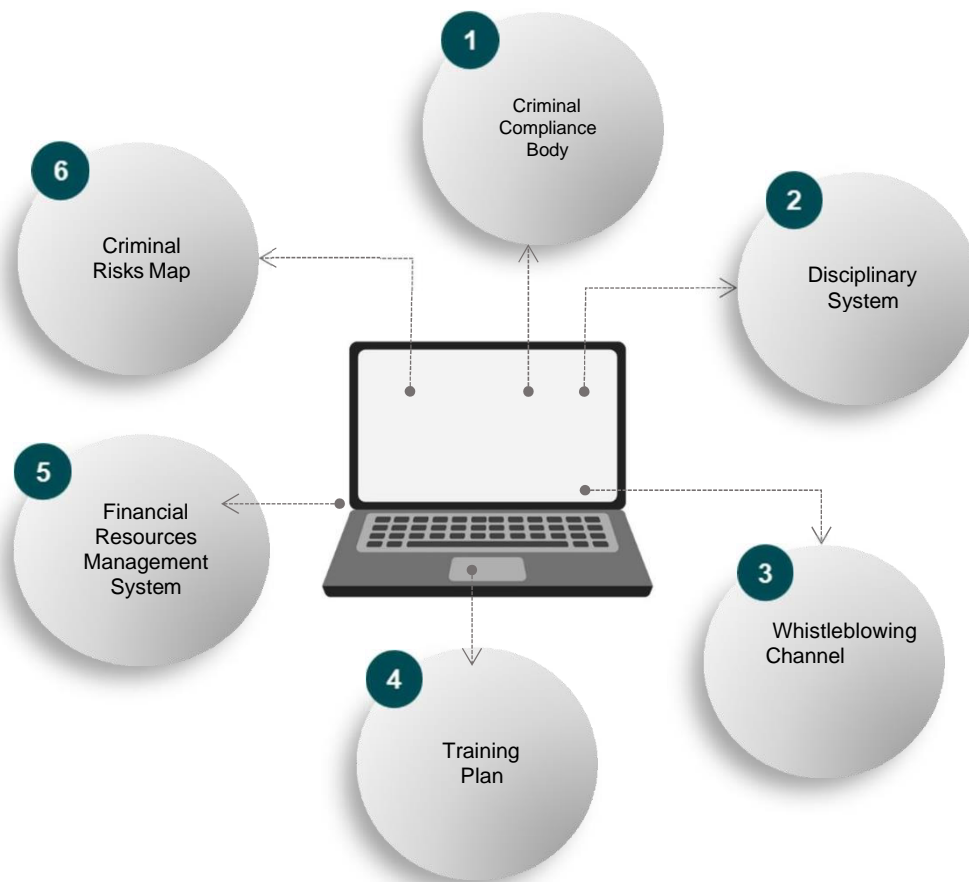 1
Criminal
Compliance
Body
2
Disciplinary
System
3
Whistleblowing
Channel
4
Training
Plan
5
Financial
Resources
Management
System
6
Criminal
Risks Map